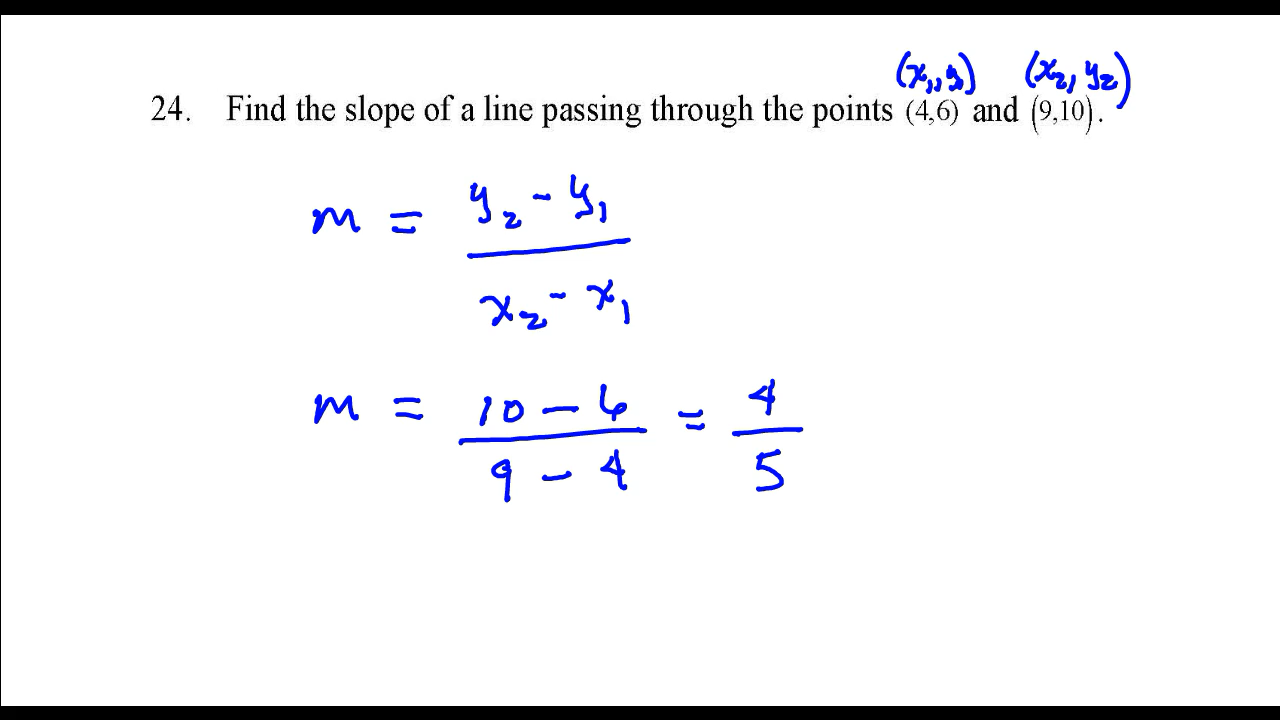 (x₁, y₁) (x₂, y₂)
24. Find the slope of a line passing through the points (4,6) and (9,10).
m = y₂ - y₁
x₂ - x₁
m = 10 - 6 = 4
9 - 4 5